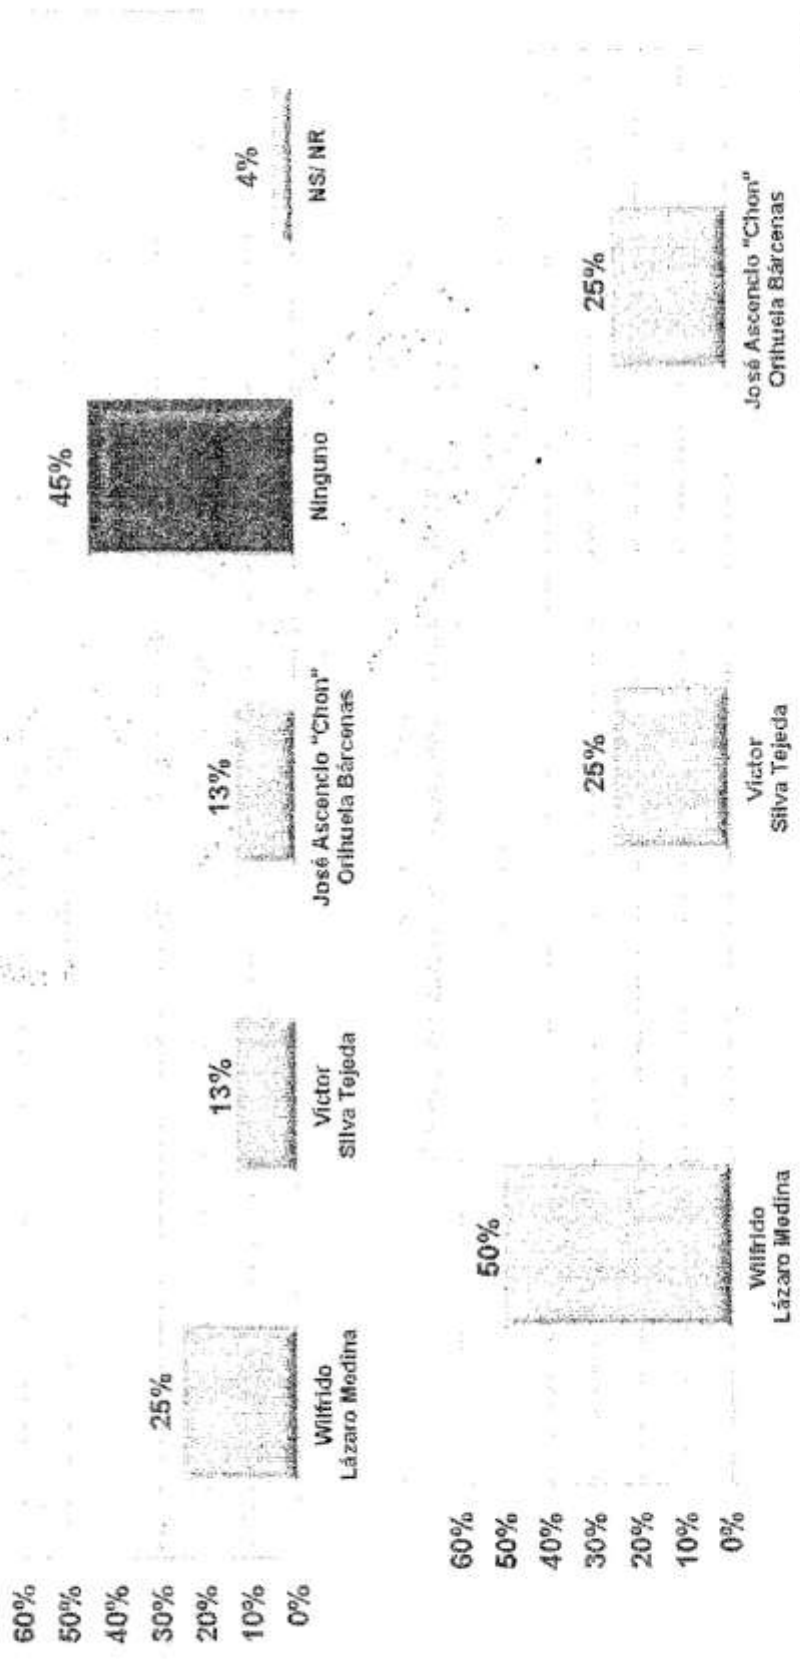 60%
50%
40%
30%
20%
10%
0%
25%
13%
13%
45%
4%
Wilfrido
Lázaro Medina
Víctor
Silva Tejeda
José Ascencio "Chon"
Orihuela Bárcenas
Ninguno
NS/ NR
60%
50%
40%
30%
20%
10%
0%
50%
25%
25%
Wilfrido
Lázaro Medina
Víctor
Silva Tejeda
José Ascencio "Chon"
Orihuela Bárcenas